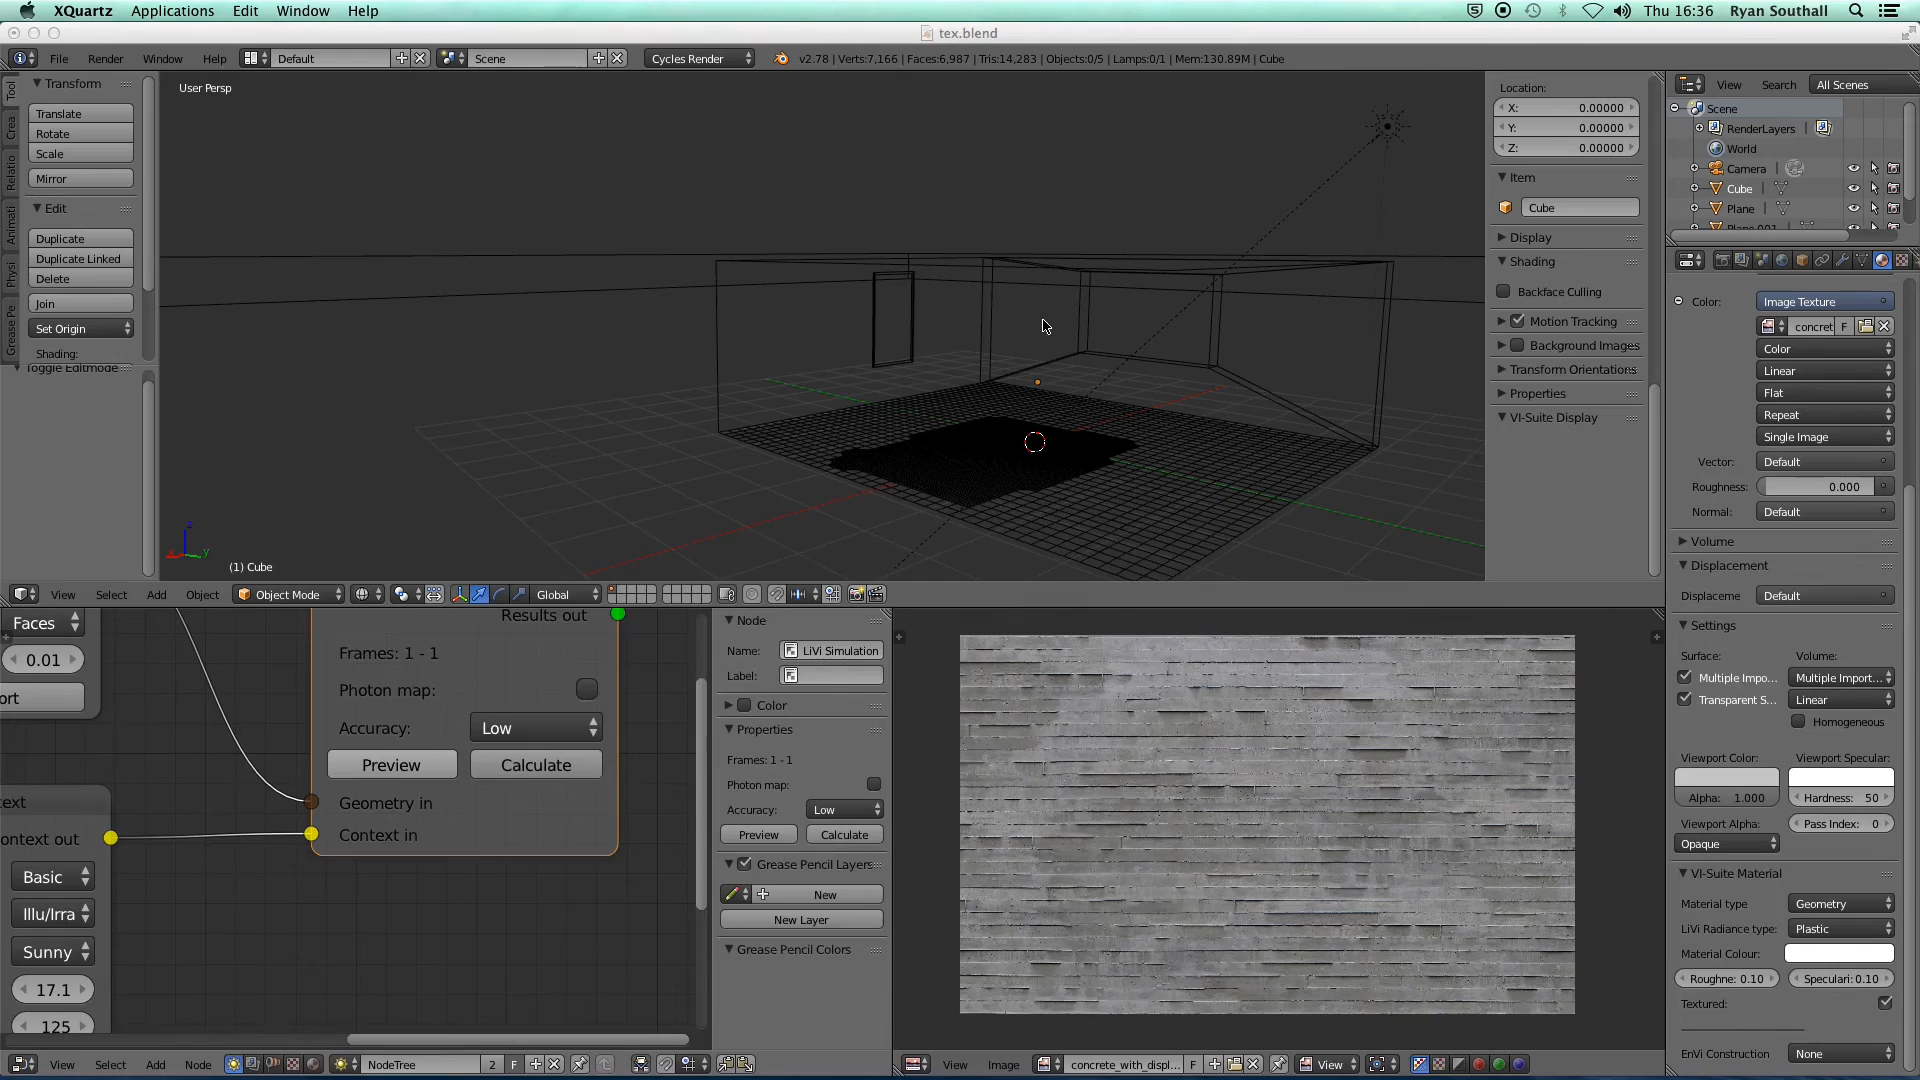 XQuartz Applications Edit Window Help Thu 16:36 Ryan Southall
tex.blend
File Render Window Help Default Scene Cycles Render v2.78 | Verts:7,166 | Faces:6,987 | Tris:14,283 | Objects:0/5 | Lamps:0/1 | Mem:130.89M | Cube
Tool
Crea
Relatio
Animati
Physi
Grease Pe
Transform
Translate
Rotate
Scale
Mirror
Edit
Duplicate
Duplicate Linked
Delete
Join
Set Origin
Shading:
Toggle Editmode
User Persp
(1) Cube
z
x
y
Location:
X: 0.00000
Y: 0.00000
Z: 0.00000
Item
Cube
Display
Shading
Backface Culling
Motion Tracking
Background Images
Transform Orientations
Properties
VI-Suite Display
View Search All Scenes
Scene
RenderLayers
World
Camera
Cube
Plane
Plane.001
Color: Image Texture
concret F
Color
Linear
Flat
Repeat
Single Image
Vector: Default
Roughness: 0.000
Normal: Default
Volume
Displacement
Displaceme Default
Settings
Surface: Volume:
Multiple Impo... Multiple Import...
Transparent S... Linear
Homogeneous
Viewport Color: Viewport Specular:
Alpha: 1.000 Hardness: 50
Viewport Alpha: Pass Index: 0
Opaque
VI-Suite Material
Material type Geometry
LiVi Radiance type: Plastic
Material Colour:
Roughne: 0.10 Speculari: 0.10
Textured:
EnVi Construction None
View Select Add Object Object Mode Global
Faces
0.01
ort
text
ontext out
Basic
Illu/Irra
Sunny
17.1
125
Results out
Frames: 1 - 1
Photon map:
Accuracy: Low
Preview Calculate
Geometry in
Context in
Node
Name: LiVi Simulation
Label:
Color
Properties
Frames: 1 - 1
Photon map:
Accuracy: Low
Preview Calculate
Grease Pencil Layers
New
New Layer
Grease Pencil Colors
View Select Add Node NodeTree 2 F
View Image concrete_with_displ... F View